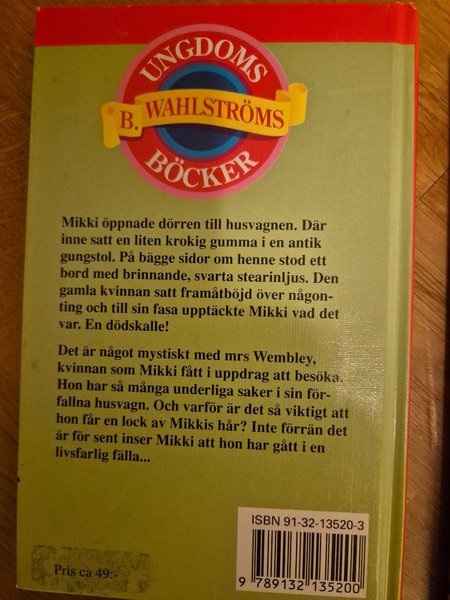 UNGDOMS
B. WAHLSTRÖMS
BÖCKER
Mikki öppnade dörren till husvagnen. Där
inne satt en liten krokig gumma i en antik
gungstol. På bägge sidor om henne stod ett
bord med brinnande, svarta stearinljus. Den
gamla kvinnan satt framåtböjd över någon-
ting och till sin fasa upptäckte Mikki vad det
var. En dödskalle!
Det är något mystiskt med mrs Wembley,
kvinnan som Mikki fått i uppdrag att besöka.
Hon har så många underliga saker i sin för-
fallna husvagn. Och varför är det så viktigt att
hon får en lock av Mikkis hår? Inte förrän det
är för sent inser Mikki att hon har gått i en
livsfarlig fälla...
ISBN 91-32-13520-3
9 789132 135200
Pris ca 49:-